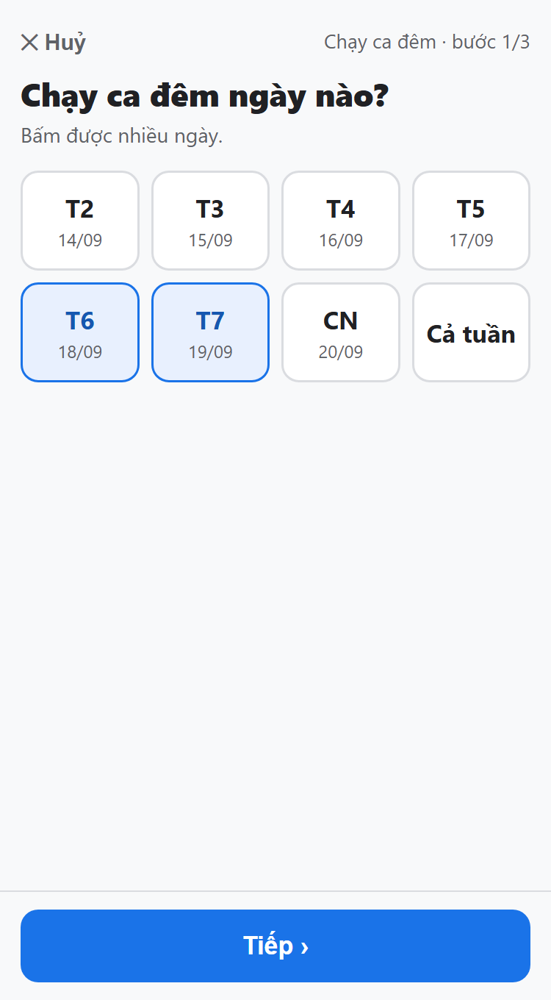 ✕ Huỷ
Chạy ca đêm · bước 1/3
Chạy ca đêm ngày nào?
Bấm được nhiều ngày.
T2 T3 T4 T5
14/09 15/09 16/09 17/09
T6 T7 CN Cả tuần
18/09 19/09 20/09
Tiếp ›